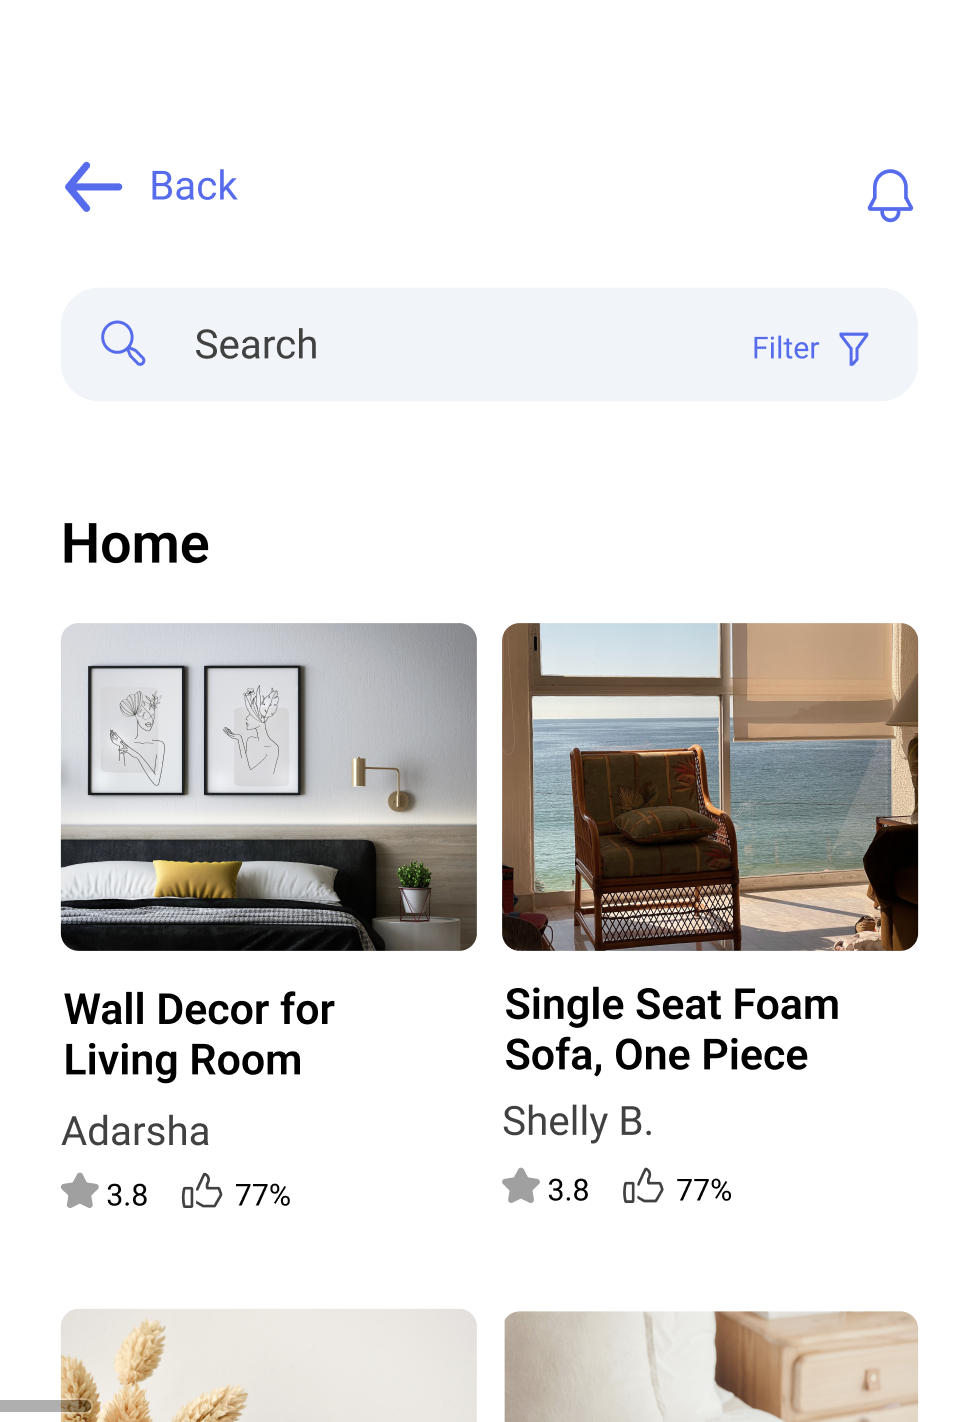 Back
Search
Filter
Home
Wall Decor for
Living Room
Adarsha
3.8
77%
Single Seat Foam
Sofa, One Piece
Shelly B.
3.8
77%